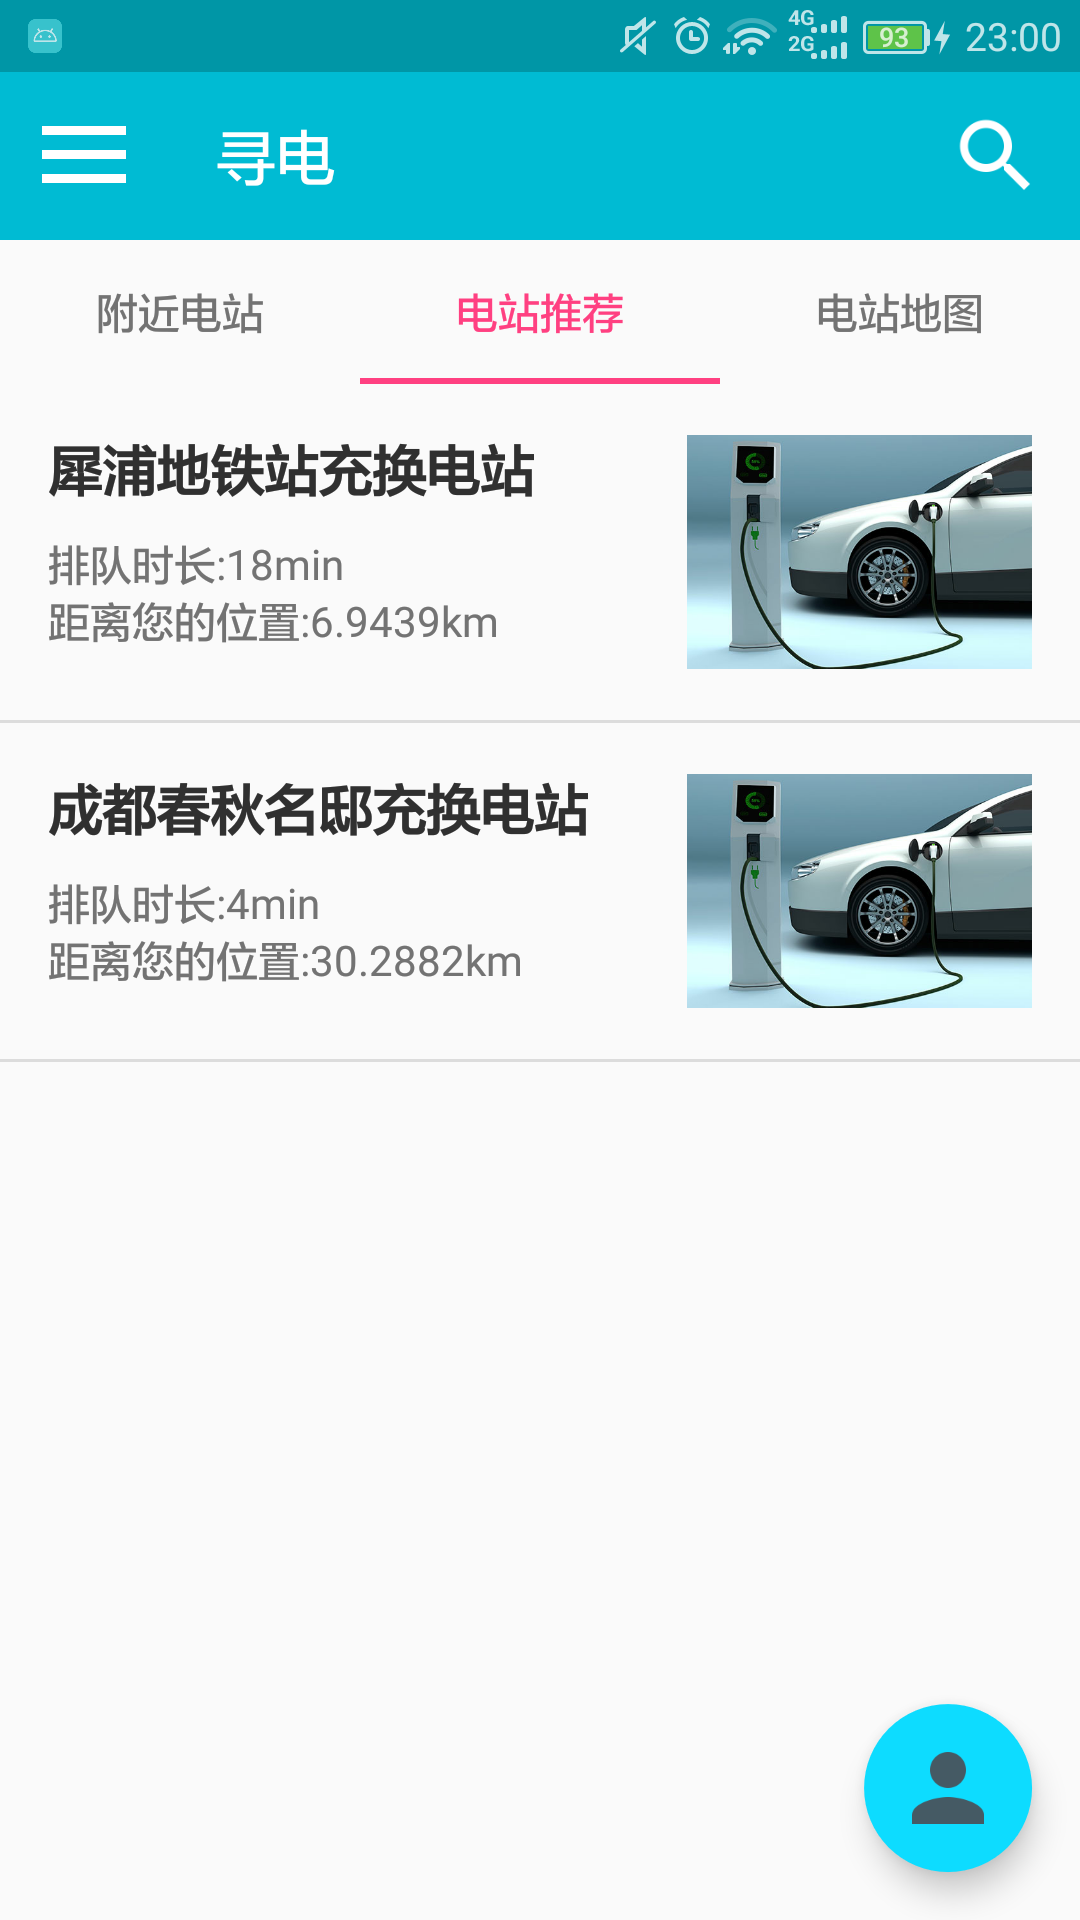 4G
2G
93
23:00
寻电
附近电站
电站推荐
电站地图
犀浦地铁站充换电站
排队时长:18min
距离您的位置:6.9439km
成都春秋名邸充换电站
排队时长:4min
距离您的位置:30.2882km